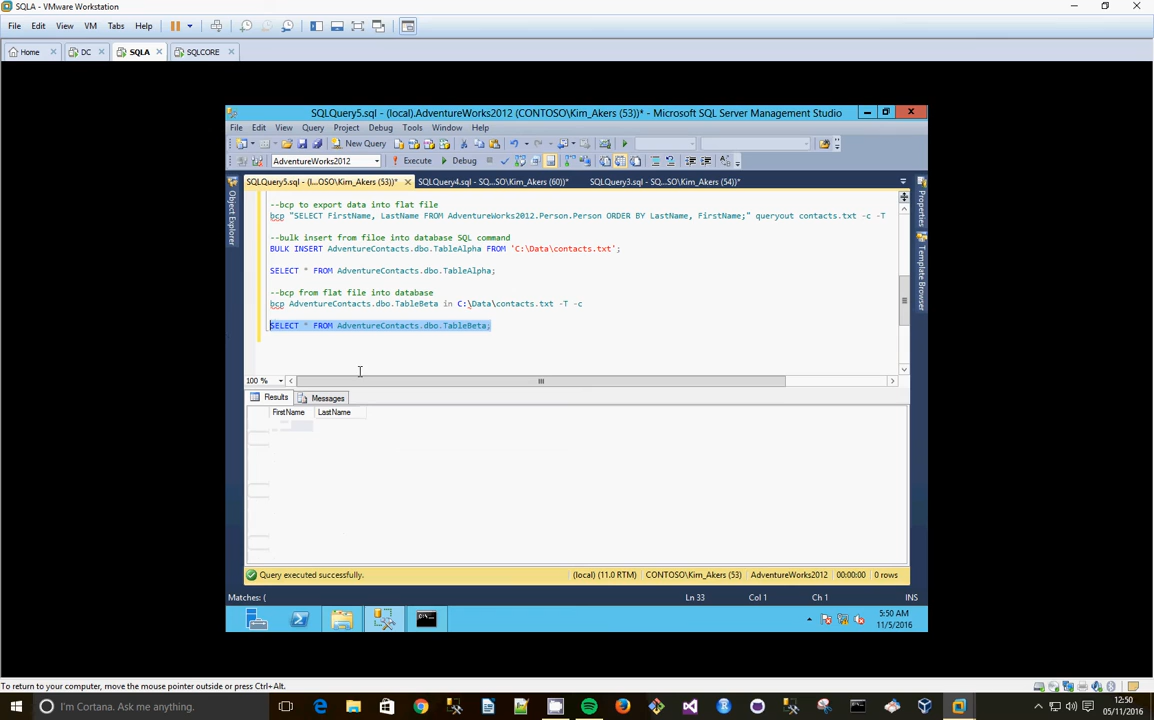 SQLA - VMware Workstation
File Edit View VM Tabs Help
Home DC SQLA SQLCORE
SQLQuery5.sql - (local).AdventureWorks2012 (CONTOSO\Kim_Akers (53))* - Microsoft SQL Server Management Studio
File Edit View Query Project Debug Tools Window Help
New Query
AdventureWorks2012 Execute Debug
SQLQuery5.sql - (l...OSO\Kim_Akers (53))* SQLQuery4.sql - SQ...SO\Kim_Akers (60))* SQLQuery3.sql - SQ...SO\Kim_Akers (54))*
Object Explorer
Properties
Template Browser
--bcp to export data into flat file
bcp "SELECT FirstName, LastName FROM AdventureWorks2012.Person.Person ORDER BY LastName, FirstName;" queryout contacts.txt -c -T
--bulk insert from filoe into database SQL command
BULK INSERT AdventureContacts.dbo.TableAlpha FROM 'C:\Data\contacts.txt';
SELECT * FROM AdventureContacts.dbo.TableAlpha;
--bcp from flat file into database
bcp AdventureContacts.dbo.TableBeta in C:\Data\contacts.txt -T -c
SELECT * FROM AdventureContacts.dbo.TableBeta;
100 %
Results Messages
FirstName LastName
Query executed successfully. (local) (11.0 RTM) CONTOSO\Kim_Akers (53) AdventureWorks2012 00:00:00 0 rows
Matches: ( Ln 33 Col 1 Ch 1 INS
5:50 AM
11/5/2016
To return to your computer, move the mouse pointer outside or press Ctrl+Alt.
I'm Cortana. Ask me anything.
12:50
05/11/2016